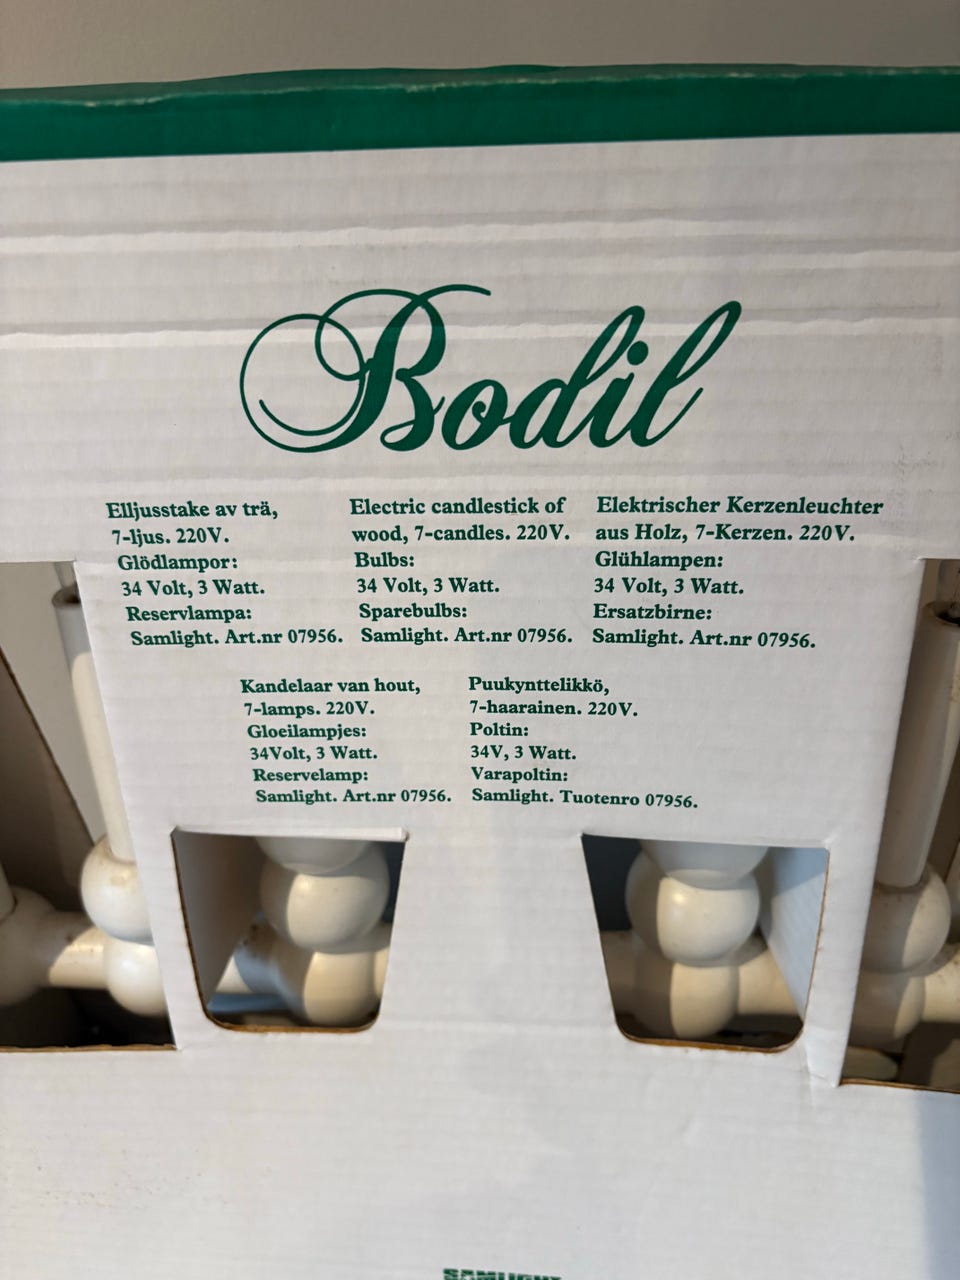 Bodil
Elljusstake av trä,
7-ljus. 220V.
Glödlampor:
34 Volt, 3 Watt.
Reservlampa:
Samlight. Art.nr 07956.
Electric candlestick of
wood, 7-candles. 220V.
Bulbs:
34 Volt, 3 Watt.
Sparebulbs:
Samlight. Art.nr 07956.
Elektrischer Kerzenleuchter
aus Holz, 7-Kerzen. 220V.
Glühlampen:
34 Volt, 3 Watt.
Ersatzbirne:
Samlight. Art.nr 07956.
Kandelaar van hout,
7-lamps. 220V.
Gloeilampjes:
34Volt, 3 Watt.
Reservelamp:
Samlight. Art.nr 07956.
Puukynttelikkö,
7-haarainen. 220V.
Poltin:
34V, 3 Watt.
Varapoltin:
Samlight. Tuotenro 07956.
SAMLIGHT